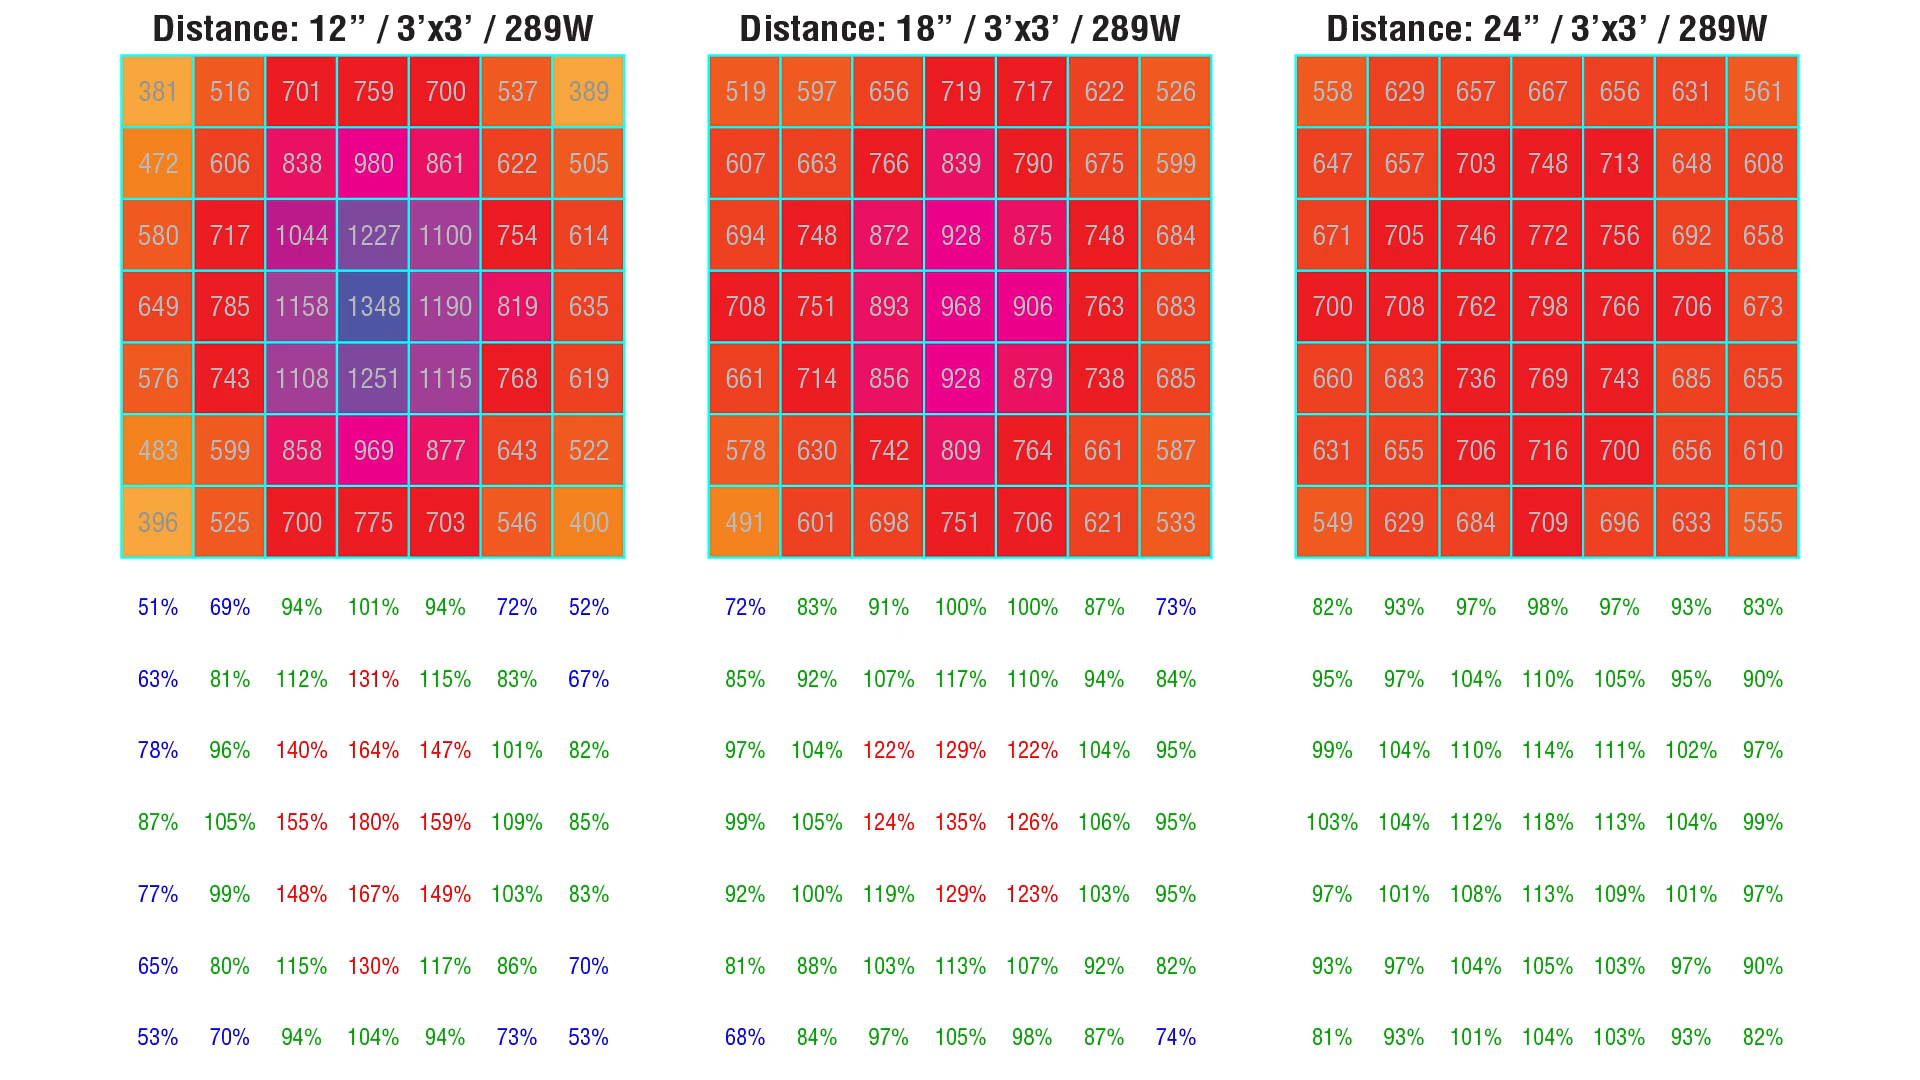 Distance: 12” / 3’x3’ / 289W
381 516 701 759 700 537 389
472 606 838 980 861 622 505
580 717 1044 1227 1100 754 614
649 785 1158 1348 1190 819 635
576 743 1108 1251 1115 768 619
483 599 858 969 877 643 522
396 525 700 775 703 546 400
51% 69% 94% 101% 94% 72% 52%
63% 81% 112% 131% 115% 83% 67%
78% 96% 140% 164% 147% 101% 82%
87% 105% 155% 180% 159% 109% 85%
77% 99% 148% 167% 149% 103% 83%
65% 80% 115% 130% 117% 86% 70%
53% 70% 94% 104% 94% 73% 53%
Distance: 18” / 3’x3’ / 289W
519 597 656 719 717 622 526
607 663 766 839 790 675 599
694 748 872 928 875 748 684
708 751 893 968 906 763 683
661 714 856 928 879 738 685
578 630 742 809 764 661 587
491 601 698 751 706 621 533
72% 83% 91% 100% 100% 87% 73%
85% 92% 107% 117% 110% 94% 84%
97% 104% 122% 129% 122% 104% 95%
99% 105% 124% 135% 126% 106% 95%
92% 100% 119% 129% 123% 103% 95%
81% 88% 103% 113% 107% 92% 82%
68% 84% 97% 105% 98% 87% 74%
Distance: 24” / 3’x3’ / 289W
558 629 657 667 656 631 561
647 657 703 748 713 648 608
671 705 746 772 756 692 658
700 708 762 798 766 706 673
660 683 736 769 743 685 655
631 655 706 716 700 656 610
549 629 684 709 696 633 555
82% 93% 97% 98% 97% 93% 83%
95% 97% 104% 110% 105% 95% 90%
99% 104% 110% 114% 111% 102% 97%
103% 104% 112% 118% 113% 104% 99%
97% 101% 108% 113% 109% 101% 97%
93% 97% 104% 105% 103% 97% 90%
81% 93% 101% 104% 103% 93% 82%